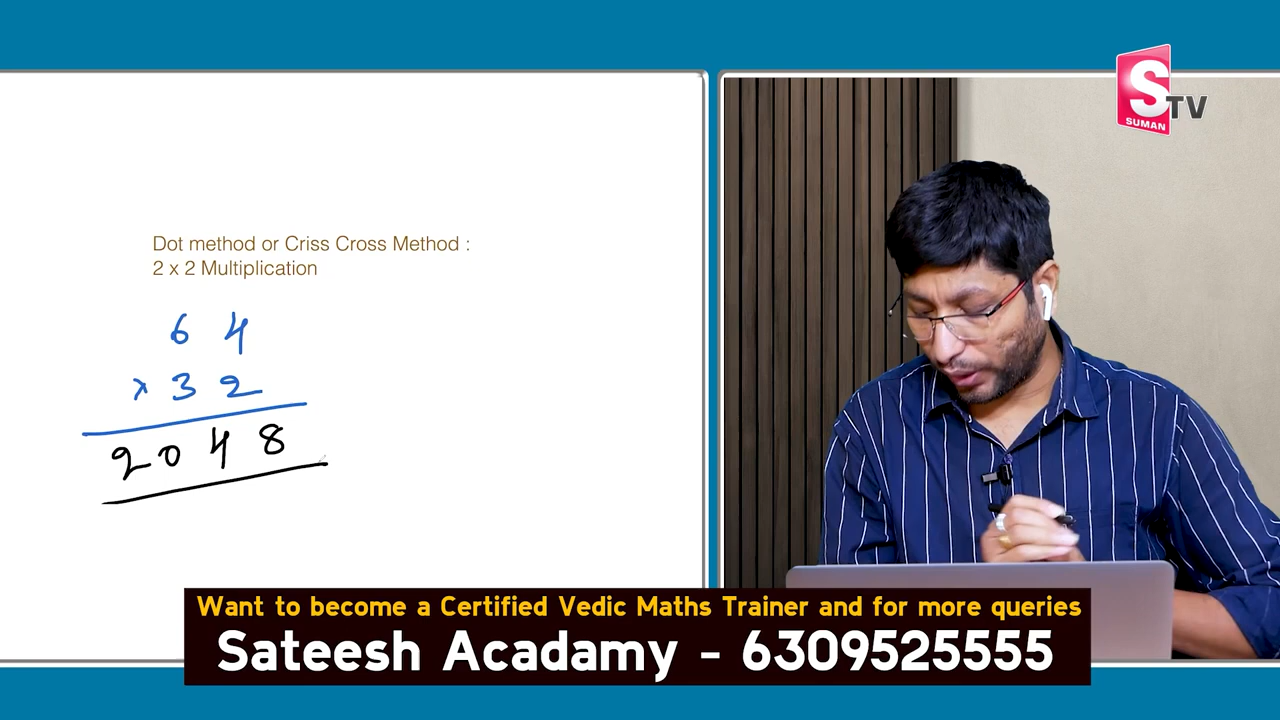 S
TV
SUMAN
Dot method or Criss Cross Method :
2 x 2 Multiplication
6 4
x 3 2
2 0 4 8
Want to become a Certified Vedic Maths Trainer and for more queries
Sateesh Acadamy - 6309525555